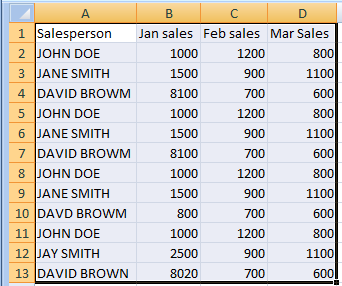 A B C D
1 Salesperson Jan sales Feb sales Mar Sales
2 JOHN DOE 1000 1200 800
3 JANE SMITH 1500 900 1100
4 DAVID BROWM 8100 700 600
5 JOHN DOE 1000 1200 800
6 JANE SMITH 1500 900 1100
7 DAVID BROWM 8100 700 600
8 JOHN DOE 1000 1200 800
9 JANE SMITH 1500 900 1100
10 DAVD BROWM 800 700 600
11 JOHN DOE 1000 1200 800
12 JAY SMITH 2500 900 1100
13 DAVID BROWN 8020 700 600